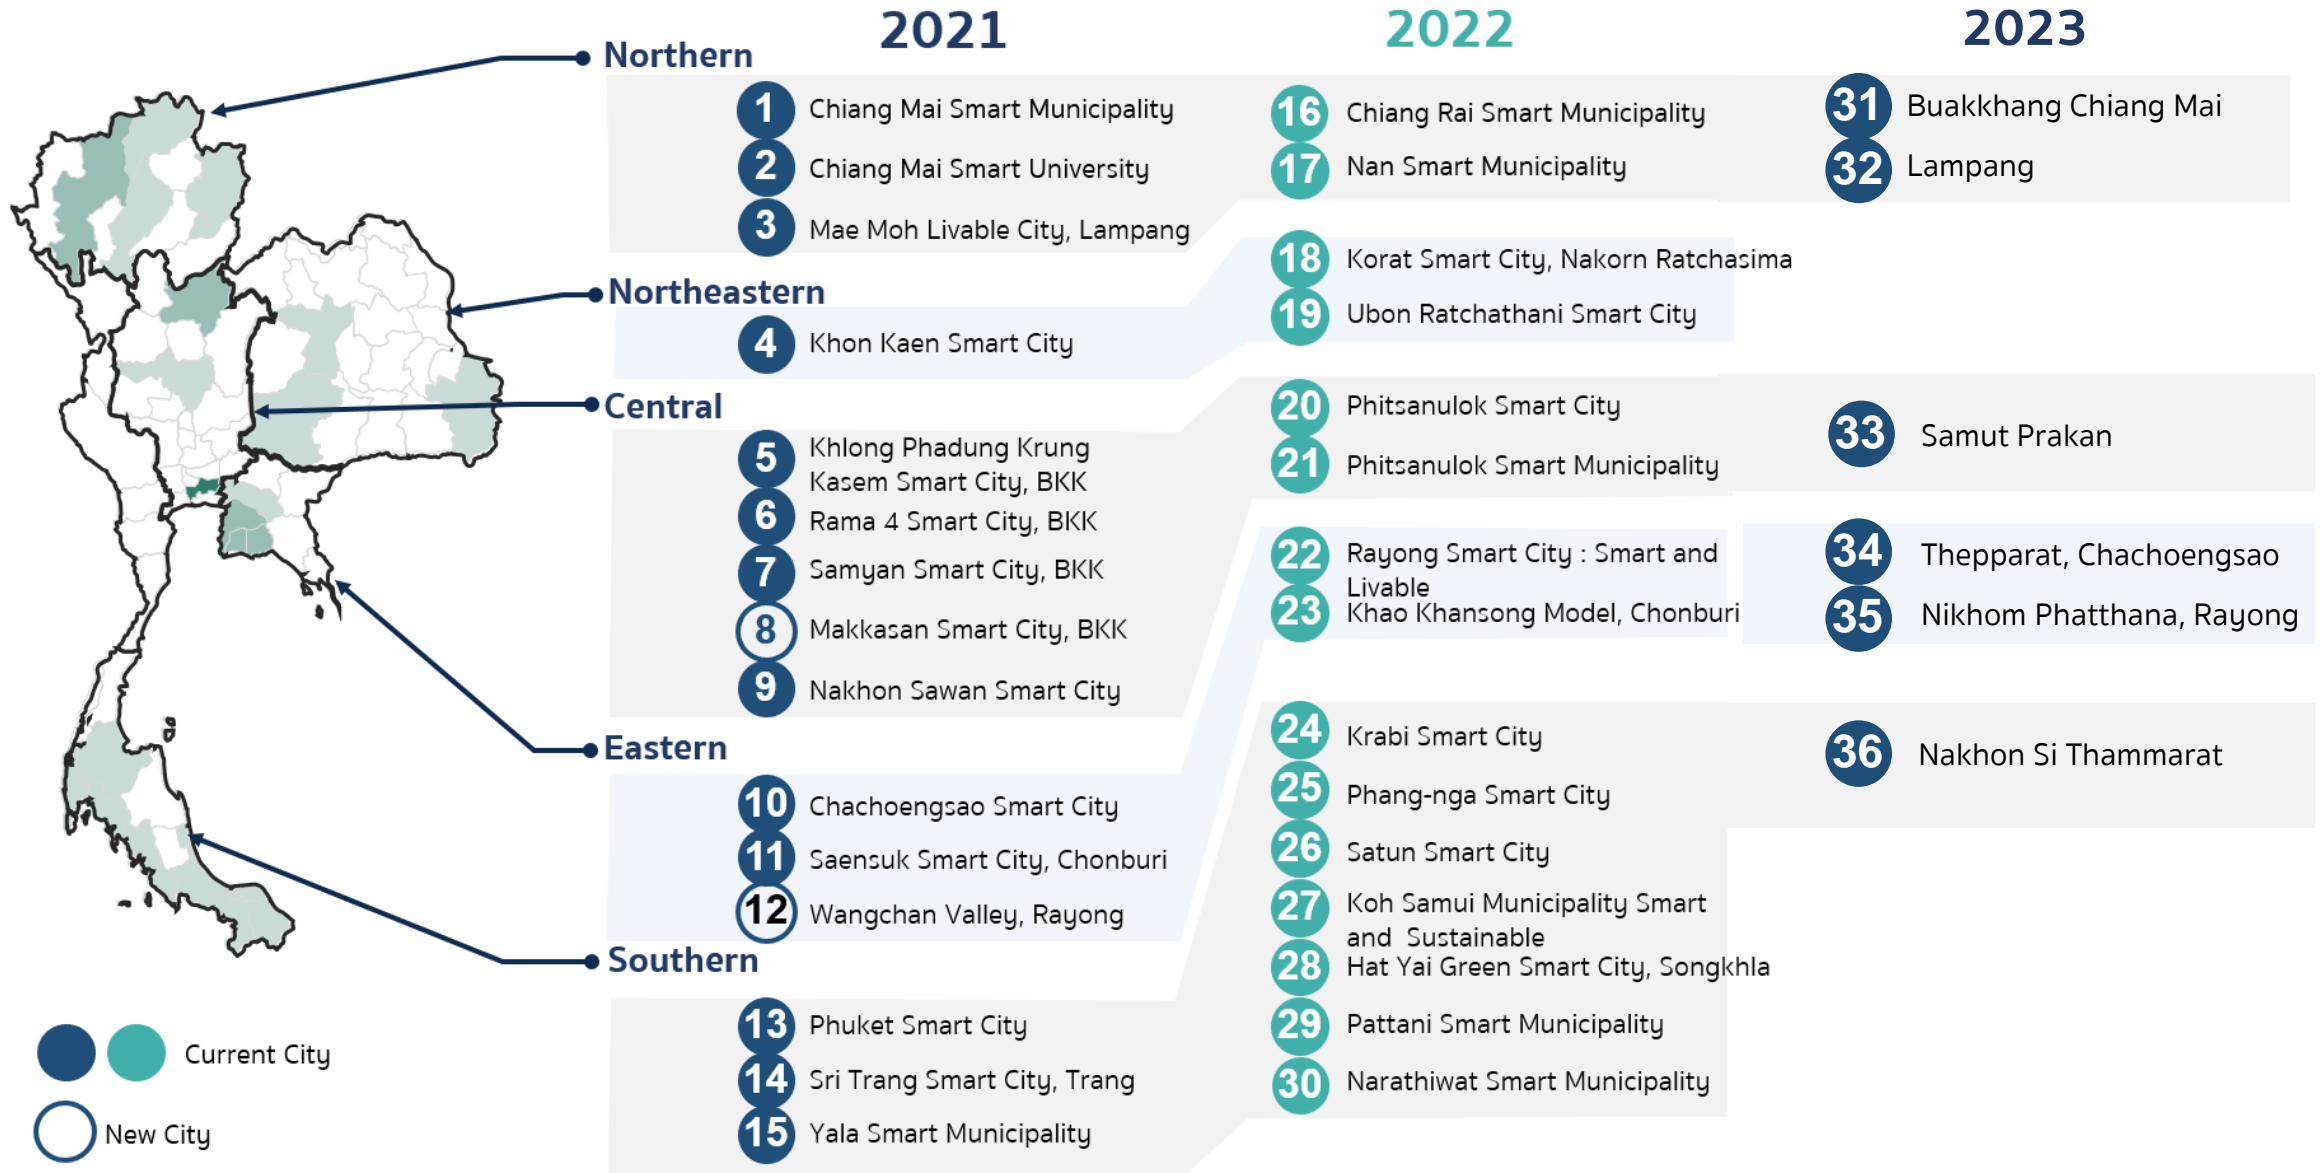 2021
2022
2023
Northern
1 Chiang Mai Smart Municipality
2 Chiang Mai Smart University
3 Mae Moh Livable City, Lampang
16 Chiang Rai Smart Municipality
17 Nan Smart Municipality
31 Buakkhang Chiang Mai
32 Lampang
Northeastern
4 Khon Kaen Smart City
18 Korat Smart City, Nakorn Ratchasima
19 Ubon Ratchathani Smart City
Central
5 Khlong Phadung Krung
Kasem Smart City, BKK
6 Rama 4 Smart City, BKK
7 Samyan Smart City, BKK
8 Makkasan Smart City, BKK
9 Nakhon Sawan Smart City
20 Phitsanulok Smart City
21 Phitsanulok Smart Municipality
33 Samut Prakan
Eastern
10 Chachoengsao Smart City
11 Saensuk Smart City, Chonburi
12 Wangchan Valley, Rayong
22 Rayong Smart City : Smart and
Livable
23 Khao Khansong Model, Chonburi
34 Thepparat, Chachoengsao
35 Nikhom Phatthana, Rayong
Southern
13 Phuket Smart City
14 Sri Trang Smart City, Trang
15 Yala Smart Municipality
24 Krabi Smart City
25 Phang-nga Smart City
26 Satun Smart City
27 Koh Samui Municipality Smart
and Sustainable
28 Hat Yai Green Smart City, Songkhla
29 Pattani Smart Municipality
30 Narathiwat Smart Municipality
36 Nakhon Si Thammarat
Current City
New City